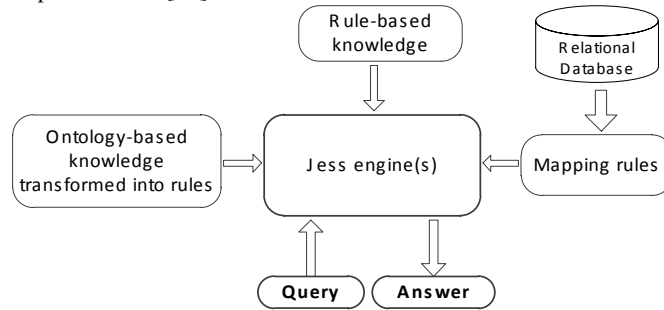 Rule-based
knowledge
Relational
Database
Ontology-based
knowledge
transformed into rules
Jess engine(s)
Mapping rules
Query
Answer